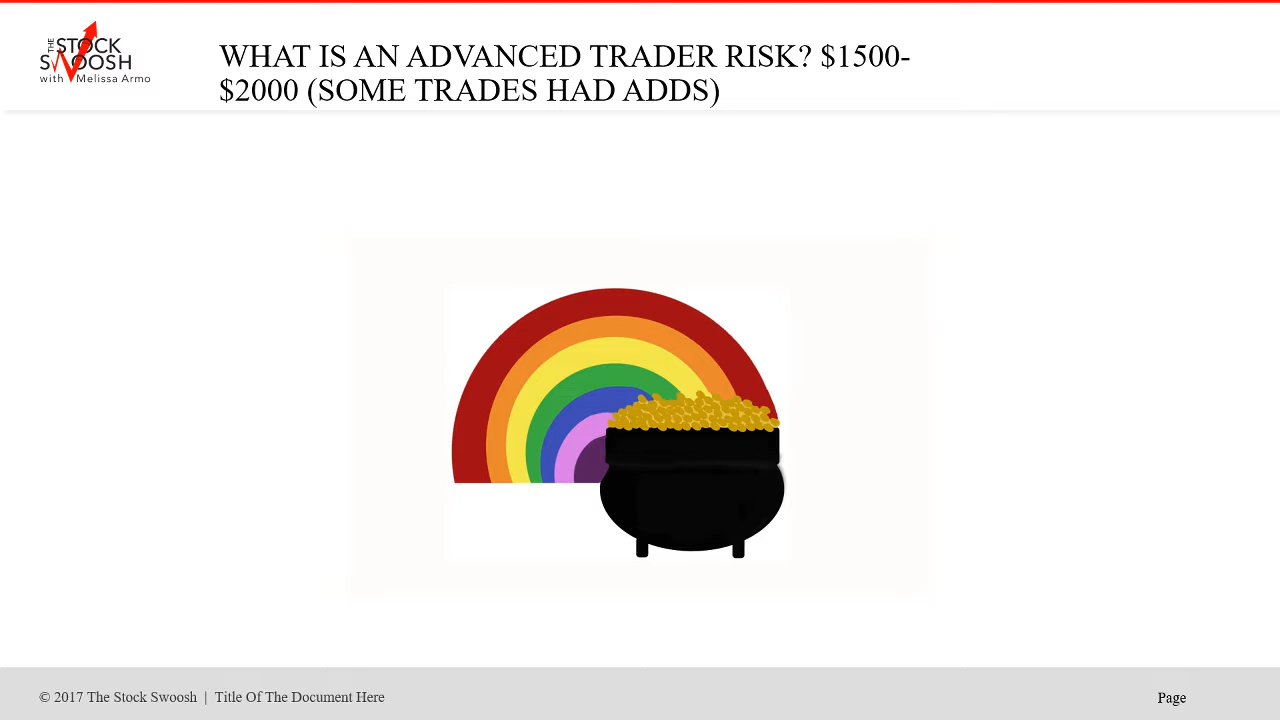 THE
STOCK
SWOOSH
with Melissa Armo
WHAT IS AN ADVANCED TRADER RISK? $1500-
$2000 (SOME TRADES HAD ADDS)
© 2017 The Stock Swoosh | Title Of The Document Here
Page